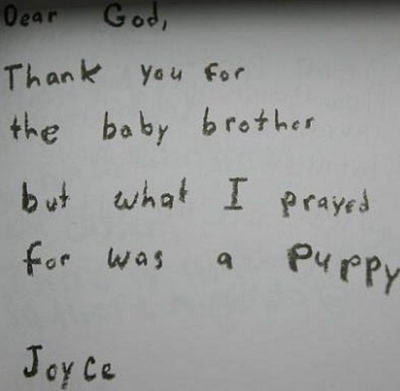 Dear God,
Thank you for
the baby brother
but what I prayed
for was a puppy
Joyce